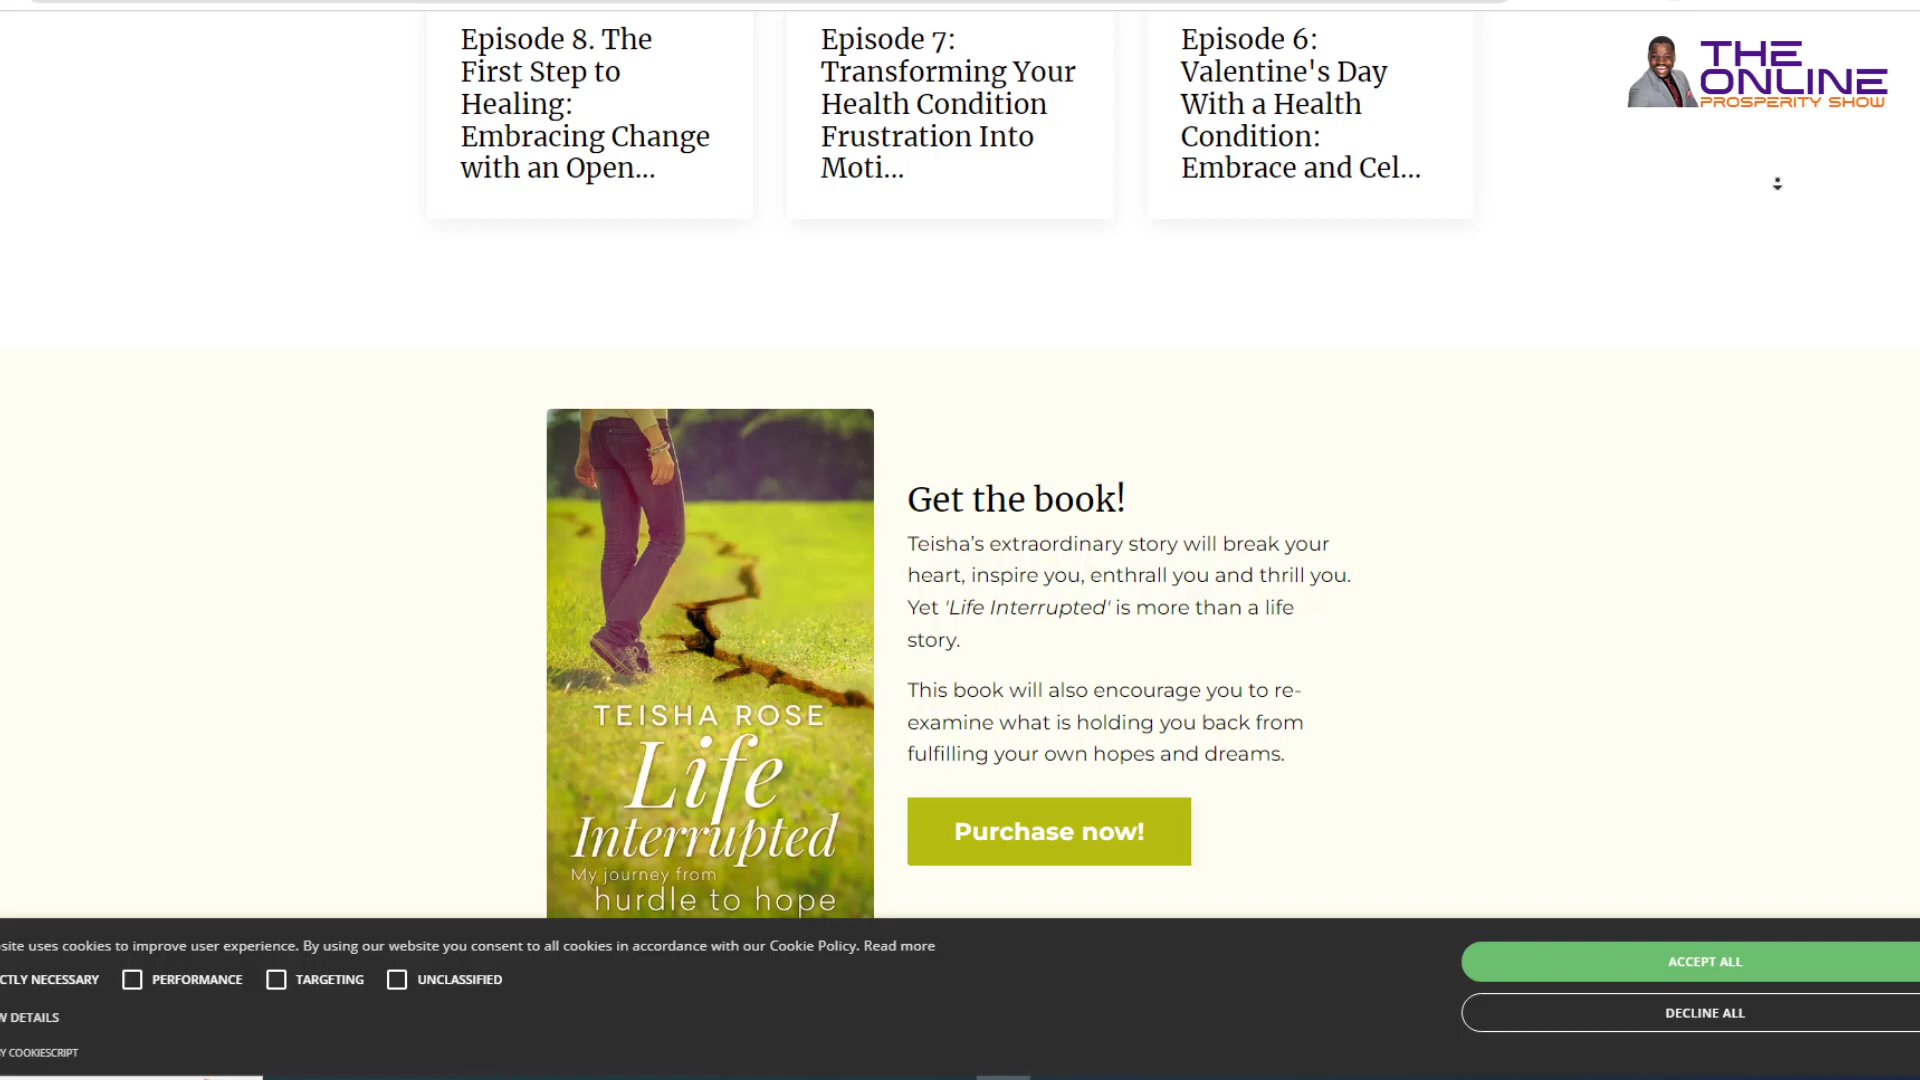 Episode 8. The
First Step to
Healing:
Embracing Change
with an Open...
Episode 7:
Transforming Your
Health Condition
Frustration Into
Moti...
Episode 6:
Valentine's Day
With a Health
Condition:
Embrace and Cel...
THE
ONLINE
PROSPERITY SHOW
TEISHA ROSE
Life
Interrupted
My journey from
hurdle to hope
Get the book!
Teisha’s extraordinary story will break your
heart, inspire you, enthrall you and thrill you.
Yet 'Life Interrupted' is more than a life
story.
This book will also encourage you to re-
examine what is holding you back from
fulfilling your own hopes and dreams.
Purchase now!
site uses cookies to improve user experience. By using our website you consent to all cookies in accordance with our Cookie Policy. Read more
CTLY NECESSARY PERFORMANCE TARGETING UNCLASSIFIED
W DETAILS
Y COOKIESCRIPT
ACCEPT ALL
DECLINE ALL